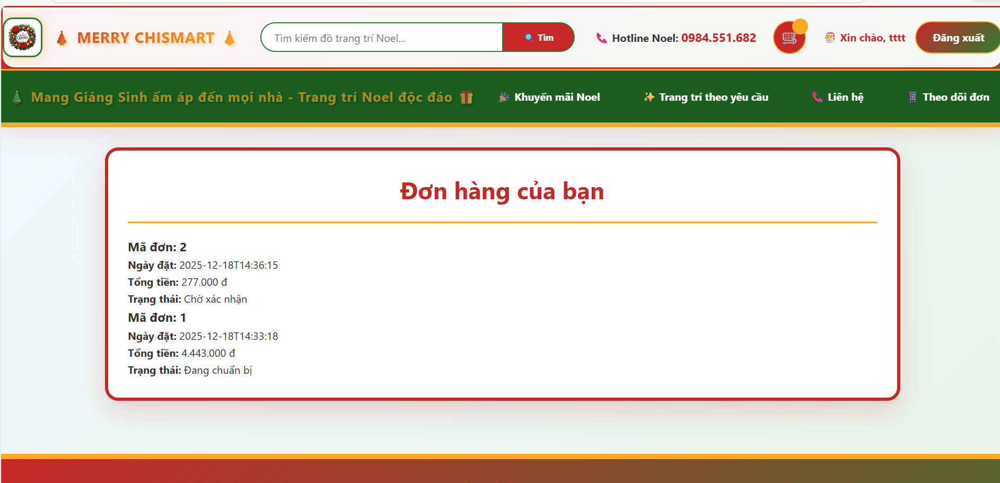 MERRY CHISMART
Tìm kiếm đồ trang trí Noel...
Tìm
Hotline Noel: 0984.551.682
Xin chào, tttt
Đăng xuất
Mang Giáng Sinh ấm áp đến mọi nhà - Trang trí Noel độc đáo
Khuyến mãi Noel
Trang trí theo yêu cầu
Liên hệ
Theo dõi đơn
Đơn hàng của bạn
Mã đơn: 2
Ngày đặt: 2025-12-18T14:36:15
Tổng tiền: 277.000 đ
Trạng thái: Chờ xác nhận
Mã đơn: 1
Ngày đặt: 2025-12-18T14:33:18
Tổng tiền: 4.443.000 đ
Trạng thái: Đang chuẩn bị